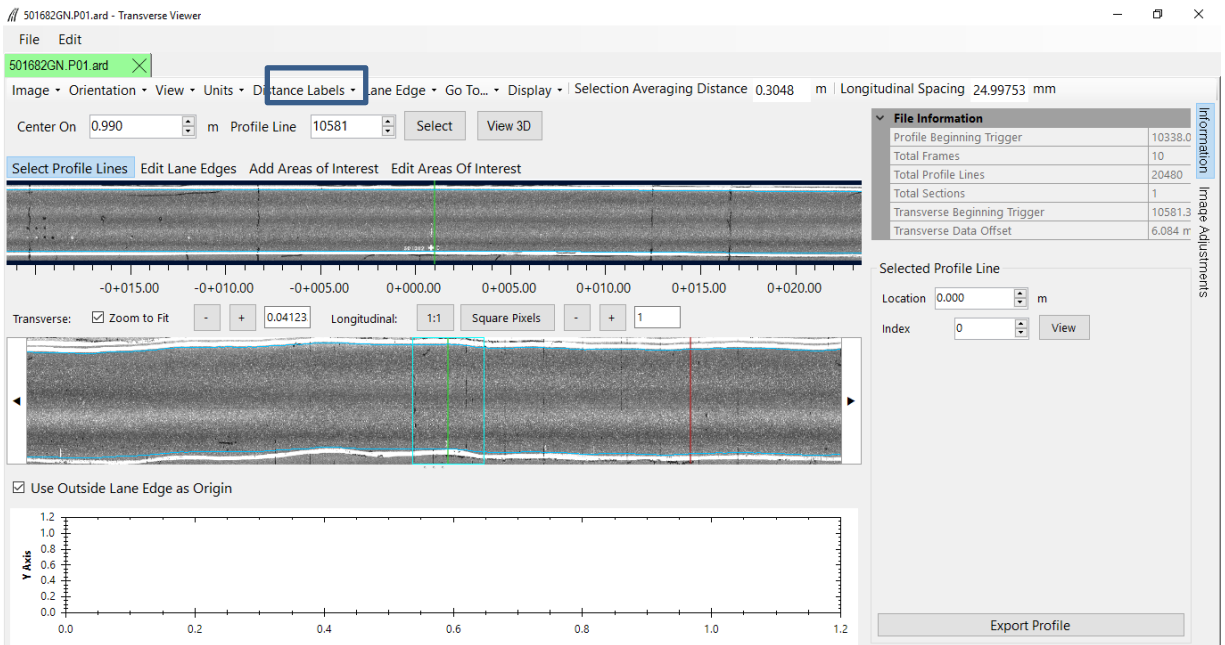 501682GN.P01.ard - Transverse Viewer
File Edit
501682GN.P01.ard
Image Orientation View Units Distance Labels Lane Edge Go To... Display Selection Averaging Distance 0.3048 m Longitudinal Spacing 24.99753 mm
Center On 0.990 m Profile Line 10581 Select View 3D
Select Profile Lines Edit Lane Edges Add Areas of Interest Edit Areas Of Interest
-0+015.00 -0+010.00 -0+005.00 0+000.00 0+005.00 0+010.00 0+015.00 0+020.00
Transverse: Zoom to Fit - + 0.04123 Longitudinal: 1:1 Square Pixels - + 1
Use Outside Lane Edge as Origin
1.2
1.0
0.8
0.6
0.4
0.2
0.0
Y Axis
0.0 0.2 0.4 0.6 0.8 1.0 1.2
File Information
Profile Beginning Trigger 10338.0
Total Frames 10
Total Profile Lines 20480
Total Sections 1
Transverse Beginning Trigger 10581.3
Transverse Data Offset 6.084 m
Selected Profile Line
Location 0.000 m
Index 0 View
Export Profile
Information
Image Adjustments